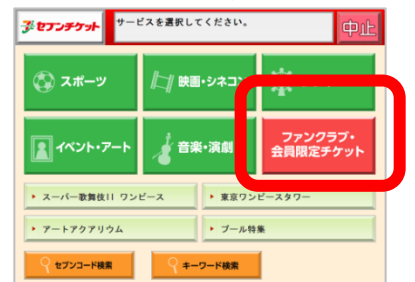 セブンチケット
サービスを選択してください。
中止
スポーツ
映画・シネコン
イベント・アート
音楽・演劇
ファンクラブ・
会員限定チケット
スーパー歌舞伎II ワンピース
東京ワンピースタワー
アートアクアリウム
プール特集
セブンコード検索
キーワード検索